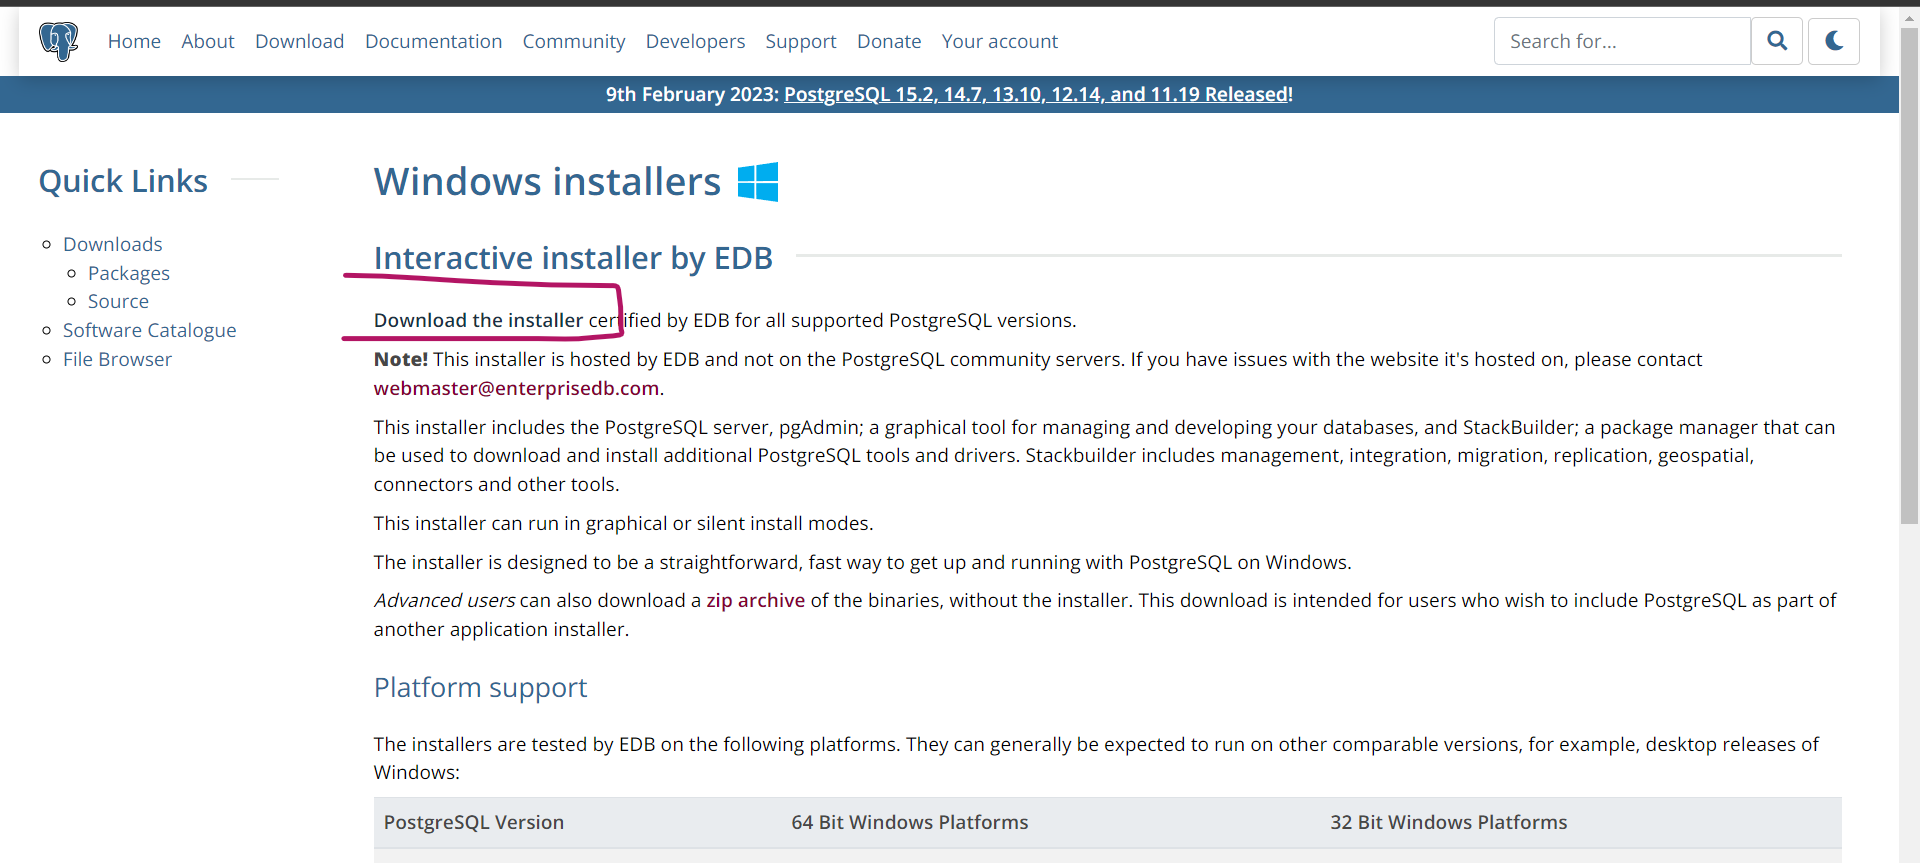 Home About Download Documentation Community Developers Support Donate Your account Search for...
9th February 2023: PostgreSQL 15.2, 14.7, 13.10, 12.14, and 11.19 Released!
Quick Links
Downloads
Packages
Source
Software Catalogue
File Browser
Windows installers
Interactive installer by EDB
Download the installer certified by EDB for all supported PostgreSQL versions.
Note! This installer is hosted by EDB and not on the PostgreSQL community servers. If you have issues with the website it's hosted on, please contact
webmaster@enterprisedb.com.
This installer includes the PostgreSQL server, pgAdmin; a graphical tool for managing and developing your databases, and StackBuilder; a package manager that can
be used to download and install additional PostgreSQL tools and drivers. Stackbuilder includes management, integration, migration, replication, geospatial,
connectors and other tools.
This installer can run in graphical or silent install modes.
The installer is designed to be a straightforward, fast way to get up and running with PostgreSQL on Windows.
Advanced users can also download a zip archive of the binaries, without the installer. This download is intended for users who wish to include PostgreSQL as part of
another application installer.
Platform support
The installers are tested by EDB on the following platforms. They can generally be expected to run on other comparable versions, for example, desktop releases of
Windows:
PostgreSQL Version 64 Bit Windows Platforms 32 Bit Windows Platforms